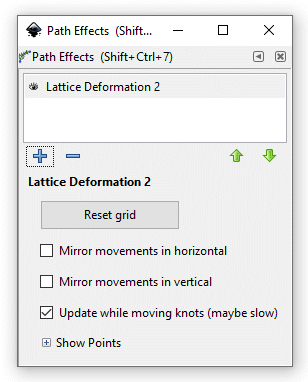 Path Effects (Shift...
Path Effects (Shift+Ctrl+7)
Lattice Deformation 2
Lattice Deformation 2
Reset grid
Mirror movements in horizontal
Mirror movements in vertical
Update while moving knots (maybe slow)
Show Points